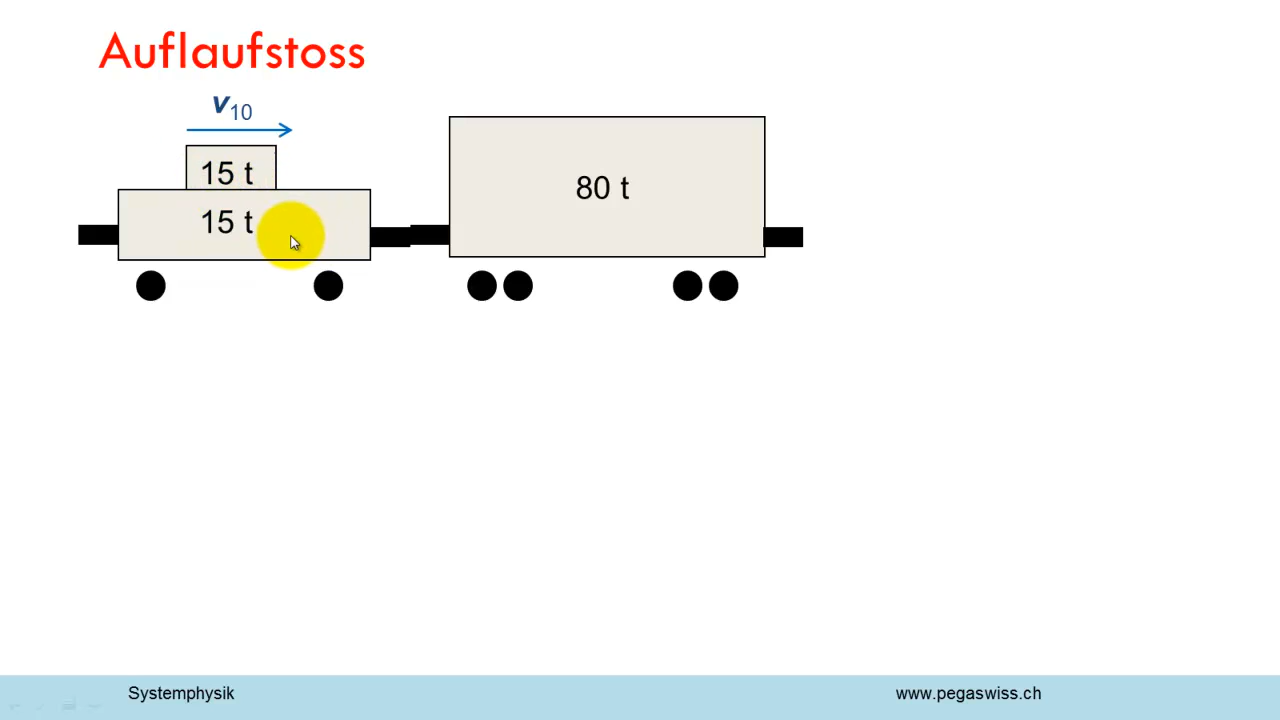 Auflaufstoss
v10
15 t
15 t
80 t
Systemphysik
www.pegaswiss.ch